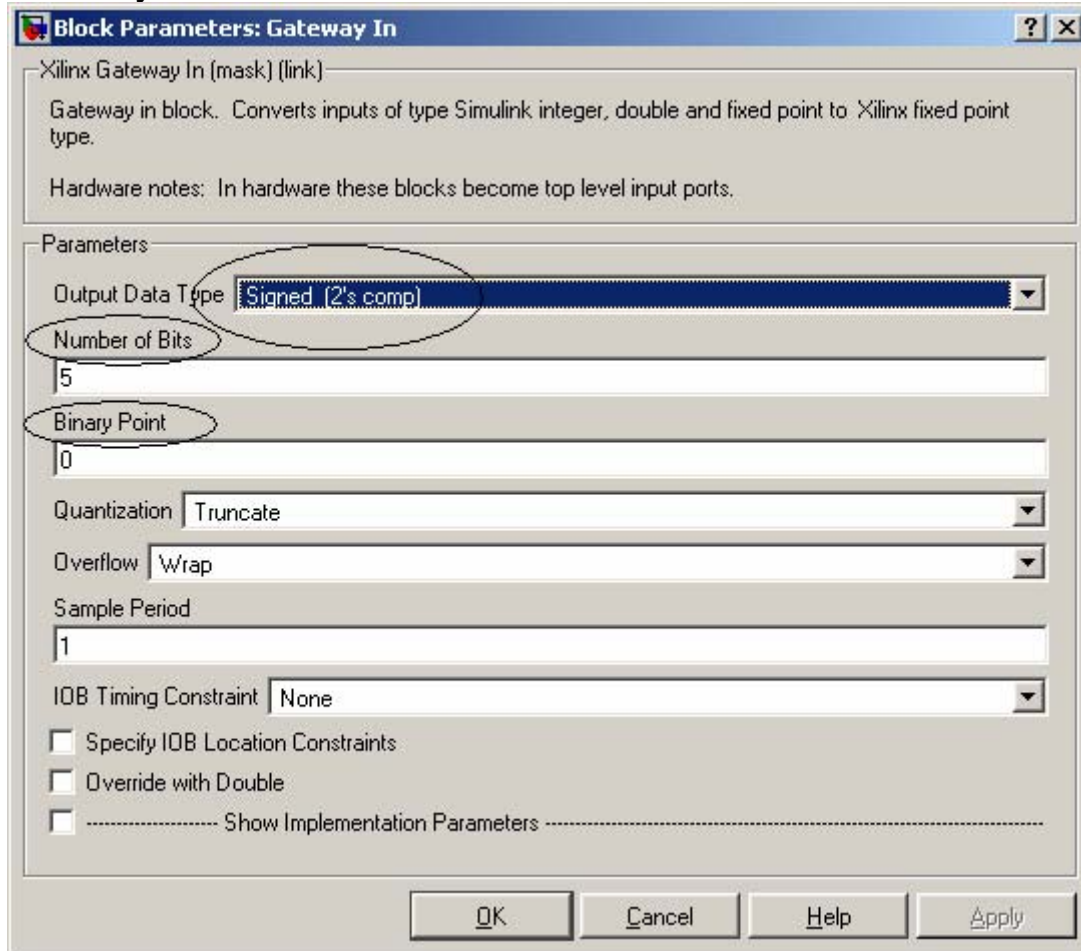 Block Parameters: Gateway In
Xilinx Gateway In (mask) (link)
Gateway in block. Converts inputs of type Simulink integer, double and fixed point to Xilinx fixed point
type.
Hardware notes: In hardware these blocks become top level input ports.
Parameters
Output Data Type Signed (2's comp)
Number of Bits
5
Binary Point
0
Quantization Truncate
Overflow Wrap
Sample Period
1
IOB Timing Constraint None
Specify IOB Location Constraints
Override with Double
-------------------- Show Implementation Parameters --------------------
OK Cancel Help Apply